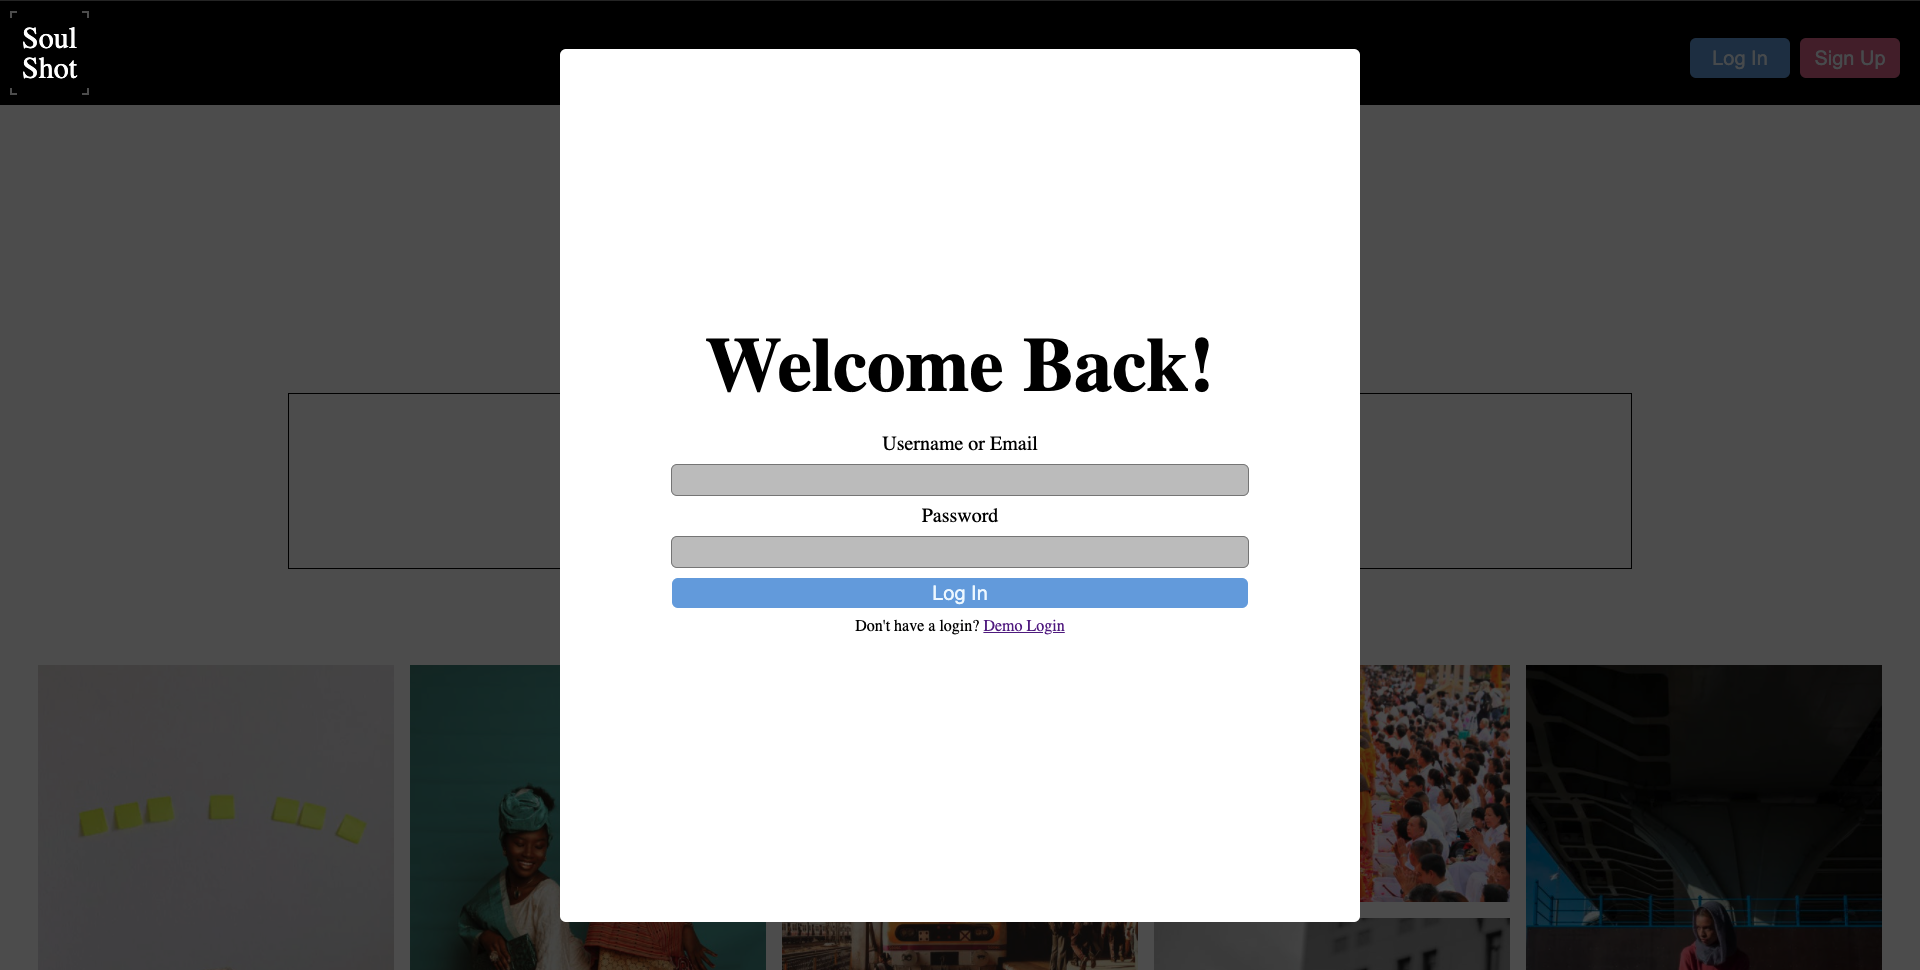 Soul
Shot
Log In
Sign Up
Welcome Back!
Username or Email
Password
Log In
Don't have a login? Demo Login